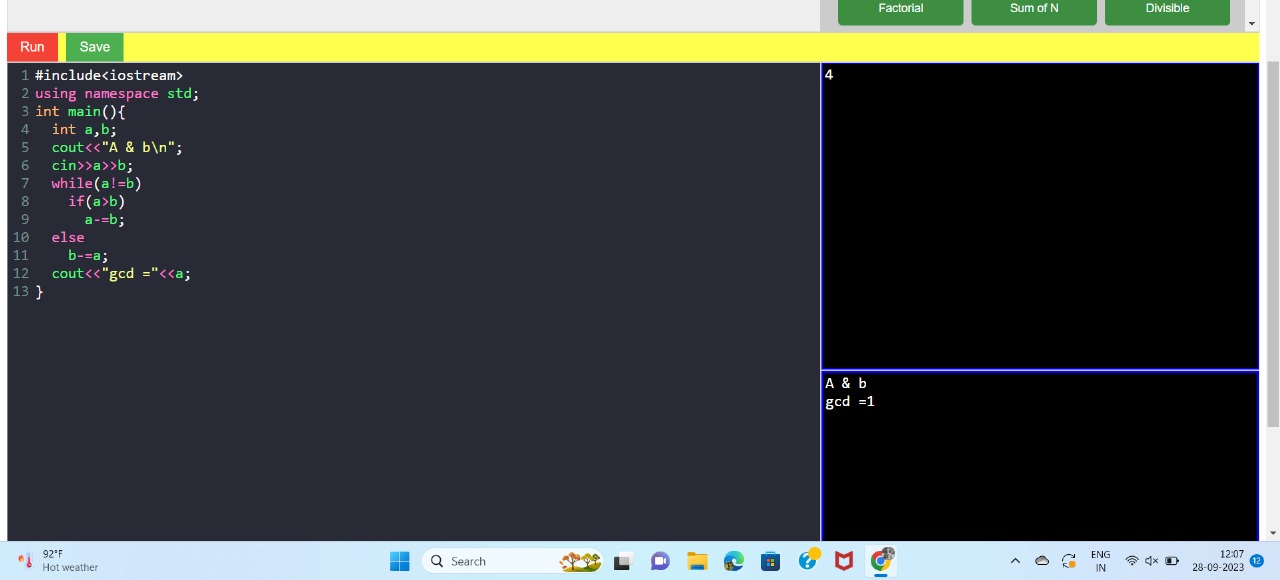 Factorial
Sum of N
Divisible
Run
Save
1 #include<iostream>
2 using namespace std;
3 int main(){
4   int a,b;
5   cout<<"A & b\n";
6   cin>>a>>b;
7   while(a!=b)
8     if(a>b)
9       a-=b;
10   else
11     b-=a;
12   cout<<"gcd ="<<a;
13 }
4
A & b
gcd =1
92°F
Hot weather
Search
ENG
IN
12:07
28-09-2023
12